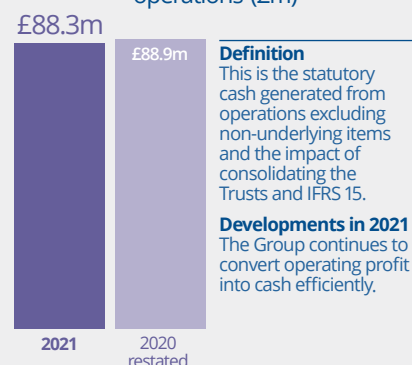 operations (£m)
£88.3m
£88.9m
2021
2020
restated
Definition
This is the statutory
cash generated from
operations excluding
non-underlying items
and the impact of
consolidating the
Trusts and IFRS 15.
Developments in 2021
The Group continues to
convert operating profit
into cash efficiently.